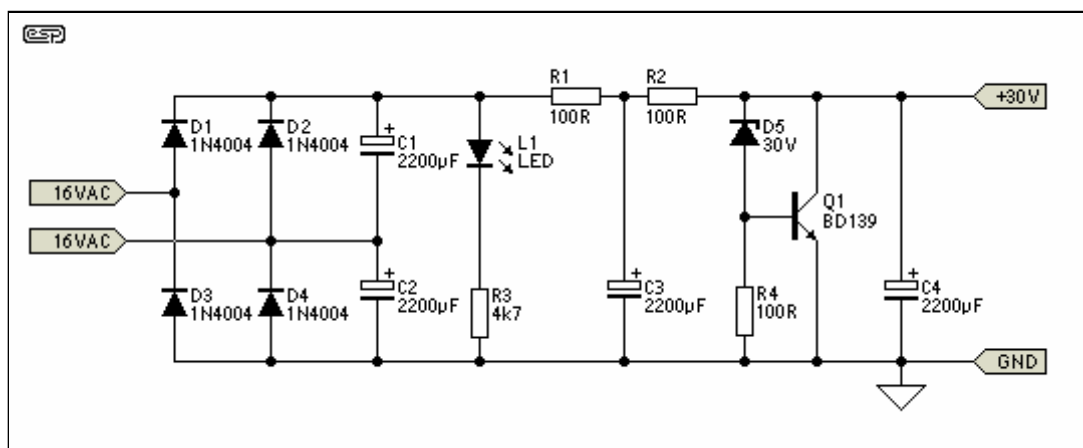 esp
R1
100R
R2
100R
+30V
D1
1N4004
D2
1N4004
C1
2200µF
L1
LED
D5
30V
16VAC
16VAC
Q1
BD139
D3
1N4004
D4
1N4004
C2
2200µF
R3
4k7
C3
2200µF
R4
100R
C4
2200µF
GND
+
+
+
+